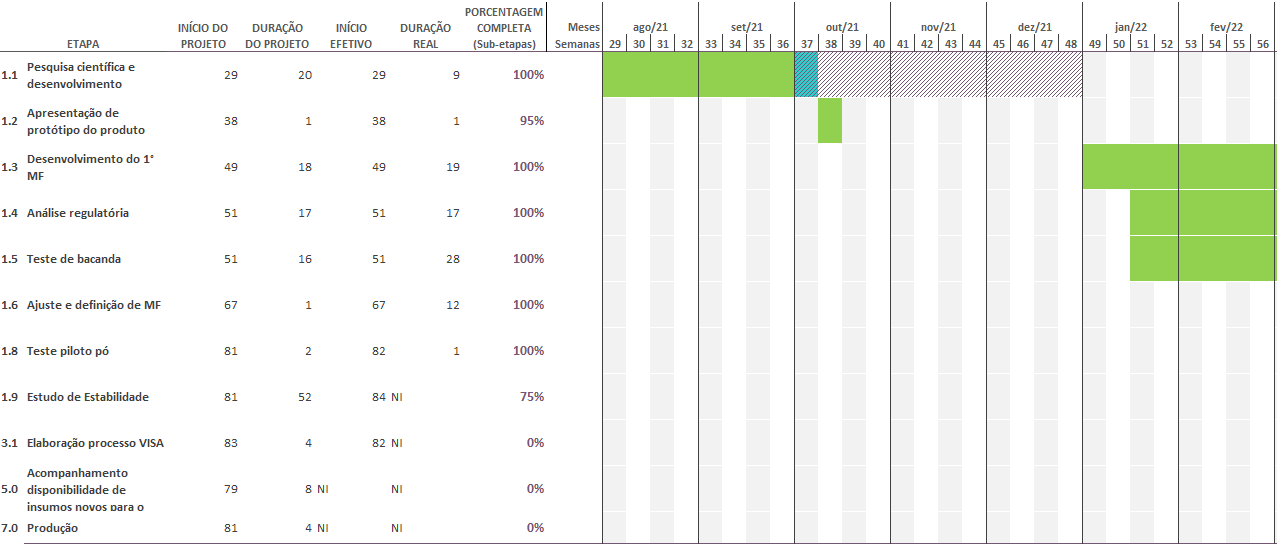 ETAPA INÍCIO DO PROJETO DURAÇÃO DO PROJETO INÍCIO EFETIVO DURAÇÃO REAL PORCENTAGEM COMPLETA (Sub-etapas)
Meses ago/21 set/21 out/21 nov/21 dez/21 jan/22 fev/22
Semanas 29 30 31 32 33 34 35 36 37 38 39 40 41 42 43 44 45 46 47 48 49 50 51 52 53 54 55 56
1.1 Pesquisa científica e desenvolvimento 29 20 29 9 100%
1.2 Apresentação de protótipo do produto 38 1 38 1 95%
1.3 Desenvolvimento do 1° MF 49 18 49 19 100%
1.4 Análise regulatória 51 17 51 17 100%
1.5 Teste de bacanda 51 16 51 28 100%
1.6 Ajuste e definição de MF 67 1 67 12 100%
1.8 Teste piloto pó 81 2 82 1 100%
1.9 Estudo de Estabilidade 81 52 84 NI 75%
3.1 Elaboração processo VISA 83 4 82 NI 0%
5.0 Acompanhamento disponibilidade de insumos novos para o 79 8 NI NI 0%
7.0 Produção 81 4 NI NI 0%